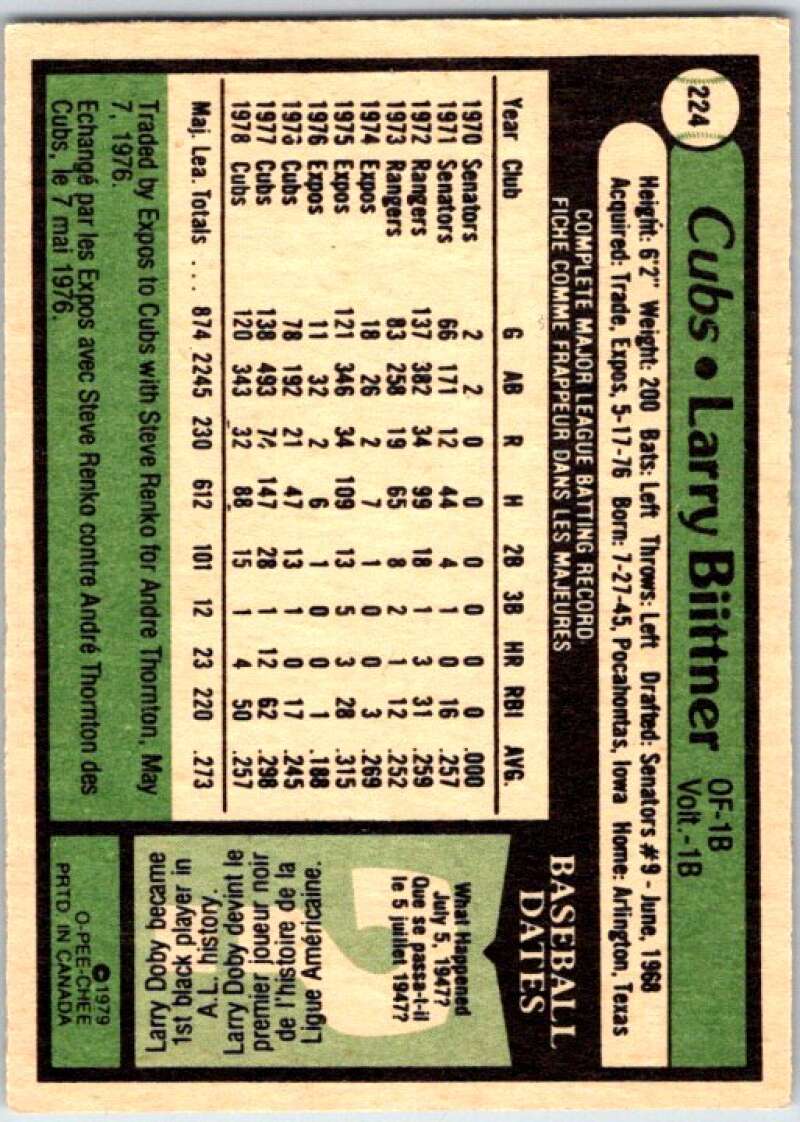 224
Cubs • Larry Biittner OF-1B
Volt.-1B
Height: 6'2" Weight: 200 Bats: Left Throws: Left Drafted: Senators #9 - June, 1968
Acquired: Trade, Expos, 5-17-76 Born: 7-27-45, Pocahontas, Iowa Home: Arlington, Texas
COMPLETE MAJOR LEAGUE BATTING RECORD
FICHE COMME FRAPPEUR DANS LES MAJEURES
Year Club G AB R H 2B 3B HR RBI AVG.
1970 Senators 2 2 0 0 0 0 0 0 .000
1971 Senators 66 171 12 44 4 1 0 16 .257
1972 Rangers 137 382 34 99 18 1 3 31 .259
1973 Rangers 83 258 19 65 8 2 1 12 .252
1974 Expos 18 26 2 7 1 0 0 3 .269
1975 Expos 121 346 34 109 13 5 3 28 .315
1976 Expos 11 32 2 6 1 0 0 1 .188
1976 Cubs 78 192 21 47 13 1 0 17 .245
1977 Cubs 138 493 74 147 28 1 12 62 .298
1978 Cubs 120 343 32 88 15 1 4 50 .257
Maj. Lea. Totals . . . 874 2245 230 612 101 12 23 220 .273
Traded by Expos to Cubs with Steve Renko for Andre Thornton, May
7, 1976.
Echangé par les Expos avec Steve Renko contre André Thornton des
Cubs, le 7 mai 1976.
BASEBALL
DATES
What Happened
July 5, 1947?
Que se passa-t-il
le 5 juillet 1947?
Larry Doby became
1st black player in
A.L. history.
Larry Doby devint le
premier joueur noir
de l'histoire de la
Ligue Américaine.
©1979
O-PEE-CHEE
PRTD. IN CANADA